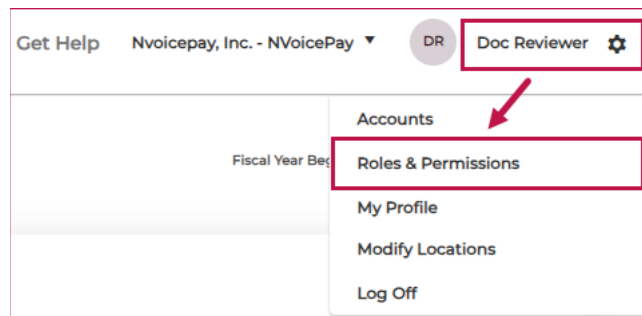 Get Help Nvoicepay, Inc. - NVoicePay DR Doc Reviewer
Accounts
Fiscal Year Roles & Permissions
My Profile
Modify Locations
Log Off